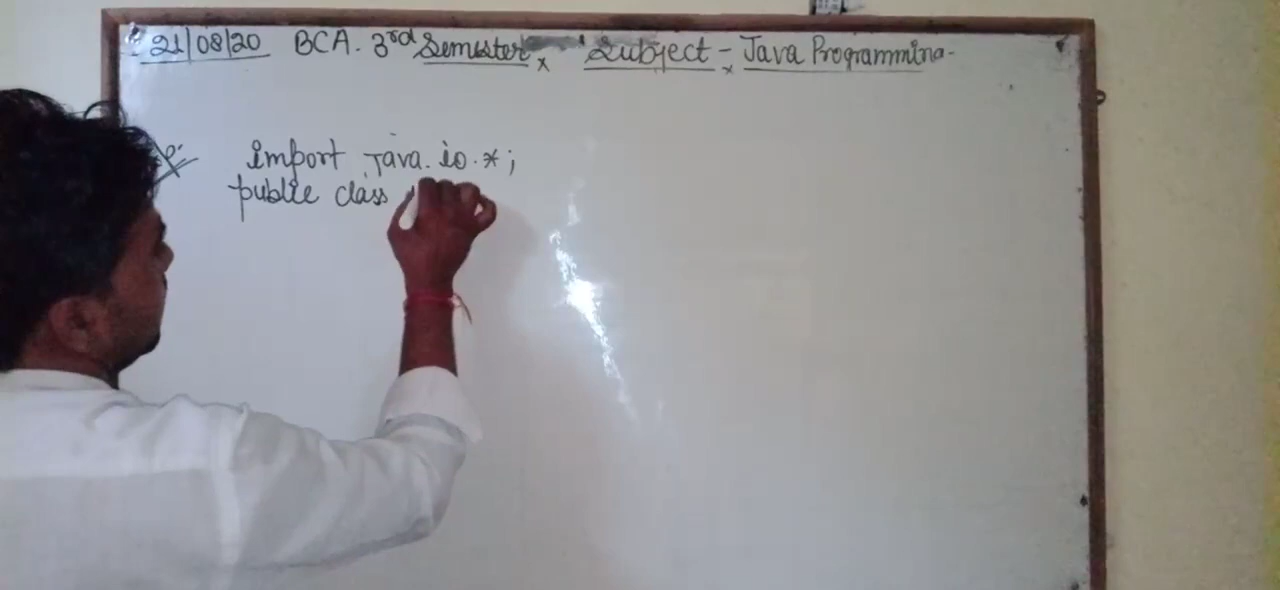 21/08/20 BCA. 3rd Semester Subject - Java Programming
import Java.io.*;
public class